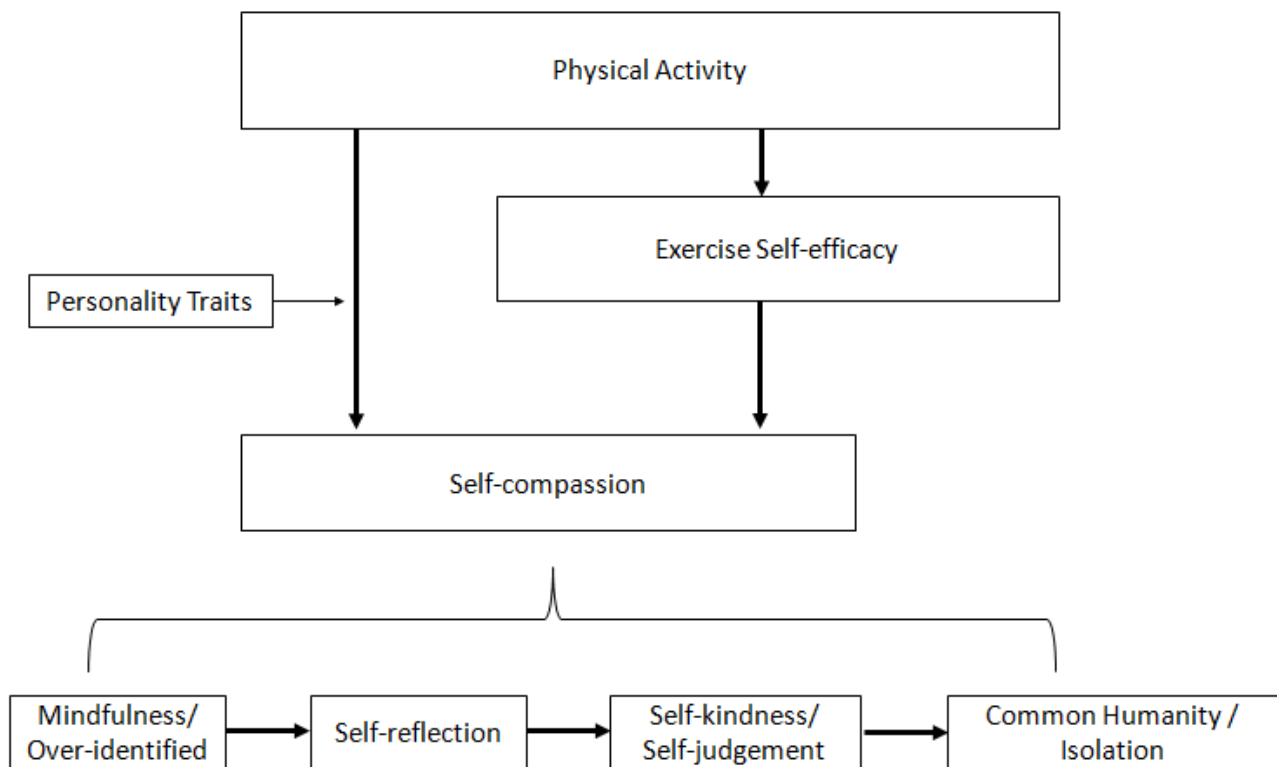 Physical Activity
Exercise Self-efficacy
Personality Traits
Self-compassion
Mindfulness/
Over-identified
Self-reflection
Self-kindness/
Self-judgement
Common Humanity /
Isolation